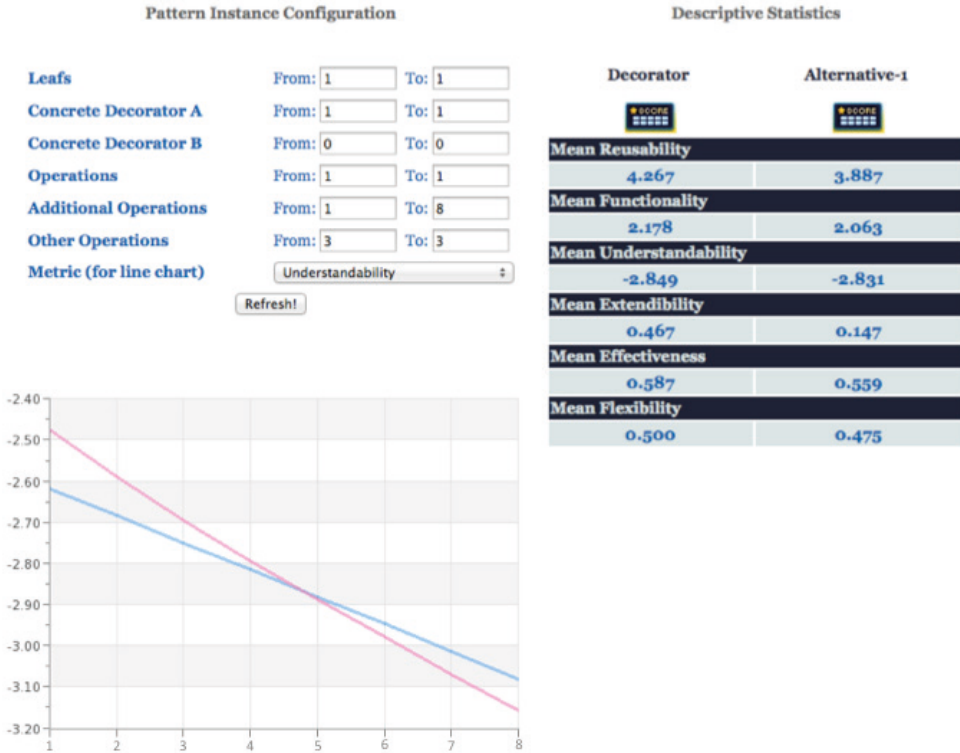 Pattern Instance Configuration
Leafs From: 1 To: 1
Concrete Decorator A From: 1 To: 1
Concrete Decorator B From: 0 To: 0
Operations From: 1 To: 1
Additional Operations From: 1 To: 8
Other Operations From: 3 To: 3
Metric (for line chart) Understandability
Refresh!
Descriptive Statistics
Decorator Alternative-1
SCORE SCORE
Mean Reusability
4.267 3.887
Mean Functionality
2.178 2.063
Mean Understandability
-2.849 -2.831
Mean Extendibility
0.467 0.147
Mean Effectiveness
0.587 0.559
Mean Flexibility
0.500 0.475
-2.40
-2.50
-2.60
-2.70
-2.80
-2.90
-3.00
-3.10
-3.20
1 2 3 4 5 6 7 8